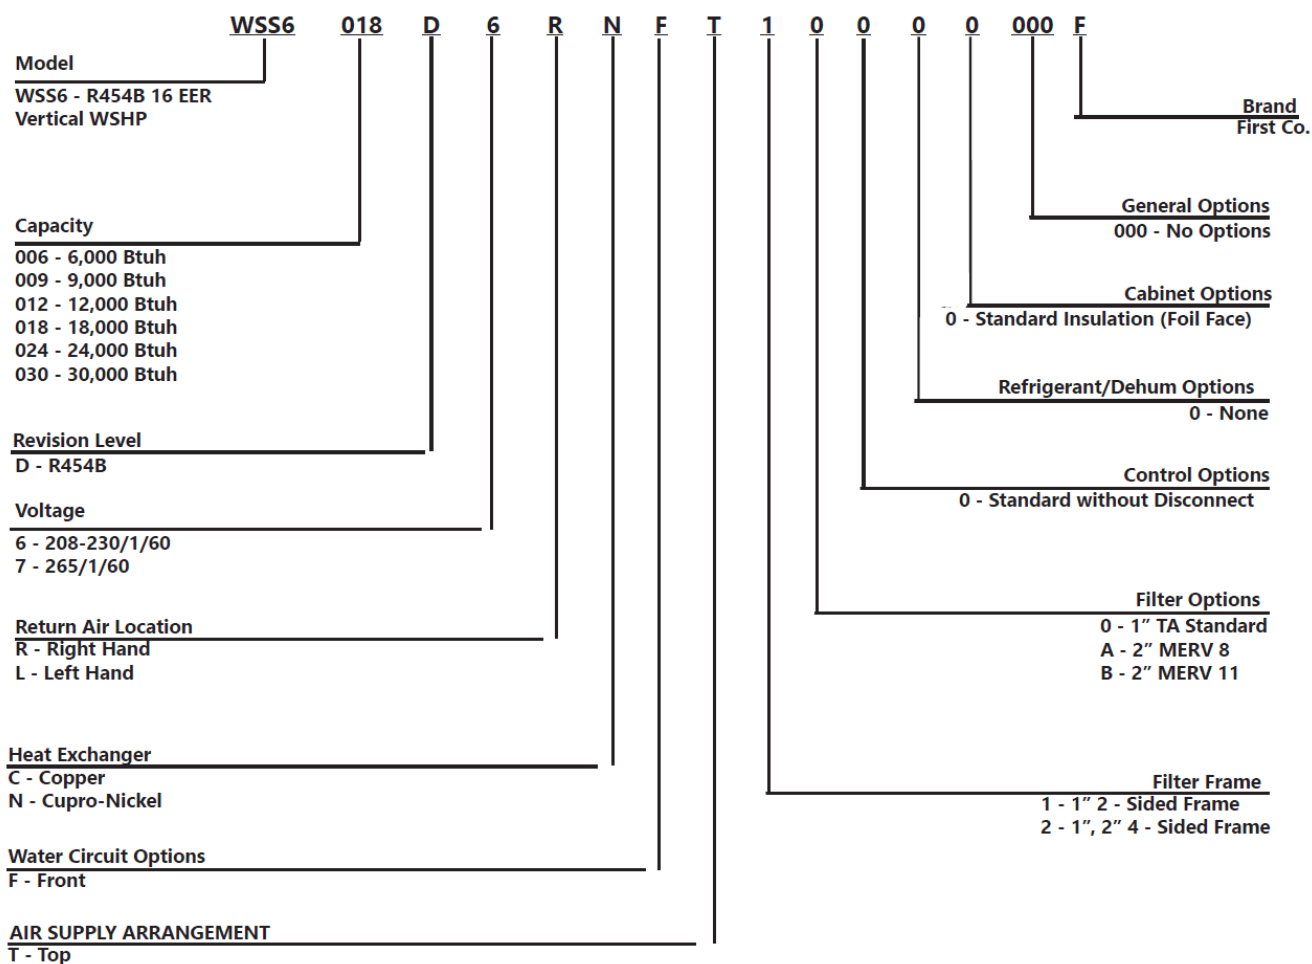 WSS6 018 D 6 R N F T 1 0 0 0 0 000 F
Model
WSS6 - R454B 16 EER
Vertical WSHP
Brand
First Co.
Capacity
006 - 6,000 Btuh
009 - 9,000 Btuh
012 - 12,000 Btuh
018 - 18,000 Btuh
024 - 24,000 Btuh
030 - 30,000 Btuh
General Options
000 - No Options
Cabinet Options
0 - Standard Insulation (Foil Face)
Refrigerant/Dehum Options
0 - None
Revision Level
D - R454B
Control Options
0 - Standard without Disconnect
Voltage
6 - 208-230/1/60
7 - 265/1/60
Filter Options
0 - 1” TA Standard
A - 2” MERV 8
B - 2” MERV 11
Return Air Location
R - Right Hand
L - Left Hand
Heat Exchanger
C - Copper
N - Cupro-Nickel
Filter Frame
1 - 1” 2 - Sided Frame
2 - 1”, 2” 4 - Sided Frame
Water Circuit Options
F - Front
AIR SUPPLY ARRANGEMENT
T - Top